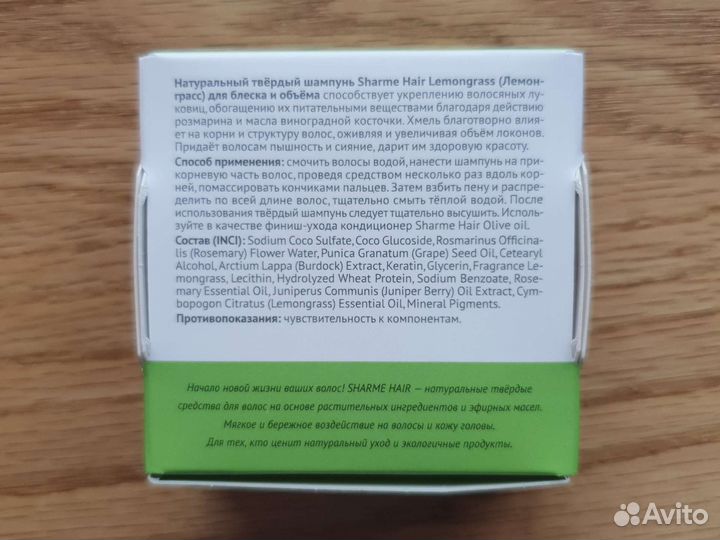 Натуральный твёрдый шампунь Sharme Hair Lemongrass (Лемон-
грасс) для блеска и объёма способствует укреплению волосяных лу-
ковиц, обогащению их питательными веществами благодаря действию
розмарина и масла виноградной косточки. Хмель благотворно влия-
ет на корни и структуру волос, оживляя и увеличивая объём локонов.
Придаёт волосам пышность и сияние, дарит им здоровую красоту.
Способ применения: смочить волосы водой, нанести шампунь на при-
корневую часть волос, проведя средством несколько раз вдоль кор-
ней, помассировать кончиками пальцев. Затем взбить пену и распре-
делить по всей длине волос, тщательно смыть тёплой водой. После
использования твёрдый шампунь следует тщательно высушить. Исполь-
зуйте в качестве финиш-ухода кондиционер Sharme Hair Olive oil.
Состав (INCI): Sodium Coco Sulfate, Coco Glucoside, Rosmarinus Officina-
lis (Rosemary) Flower Water, Punica Granatum (Grape) Seed Oil, Cetearyl
Alcohol, Arctium Lappa (Burdock) Extract, Keratin, Glycerin, Fragrance Le-
mongrass, Lecithin, Hydrolyzed Wheat Protein, Sodium Benzoate, Rose-
mary Essential Oil, Juniperus Communis (Juniper Berry) Oil Extract, Cym-
bopogon Citratus (Lemongrass) Essential Oil, Mineral Pigments.
Противопоказания: чувствительность к компонентам.
Начало новой жизни ваших волос! SHARME HAIR — натуральные твёрдые
средства для волос на основе растительных ингредиентов и эфирных масел.
Мягкое и бережное воздействие на волосы и кожу головы.
Для тех, кто ценит натуральный уход и экологичные продукты.
Avito